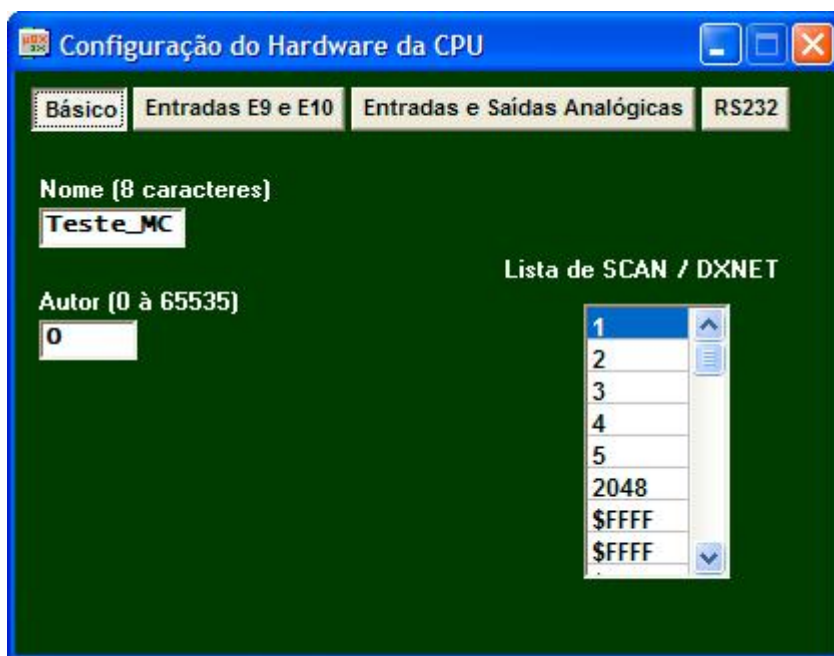 Configuração do Hardware da CPU
Básico Entradas E9 e E10 Entradas e Saídas Analógicas RS232
Nome (8 caracteres)
Teste_MC
Lista de SCAN / DXNET
Autor (0 à 65535)
0
1
2
3
4
5
2048
$FFFF
$FFFF